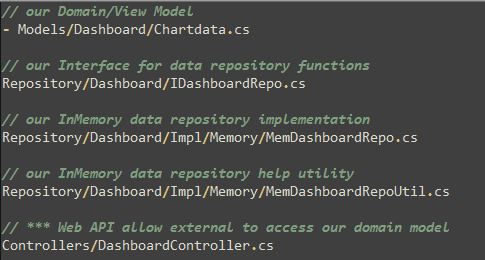 // our Domain/View Model
- Models/Dashboard/Chartdata.cs
// our Interface for data repository functions
Repository/Dashboard/IDashboardRepo.cs
// our InMemory data repository implementation
Repository/Dashboard/Impl/Memory/MemDashboardRepo.cs
// our InMemory data repository help utility
Repository/Dashboard/Impl/Memory/MemDashboardRepoUtil.cs
// *** Web API allow external to access our domain model
Controllers/DashboardController.cs